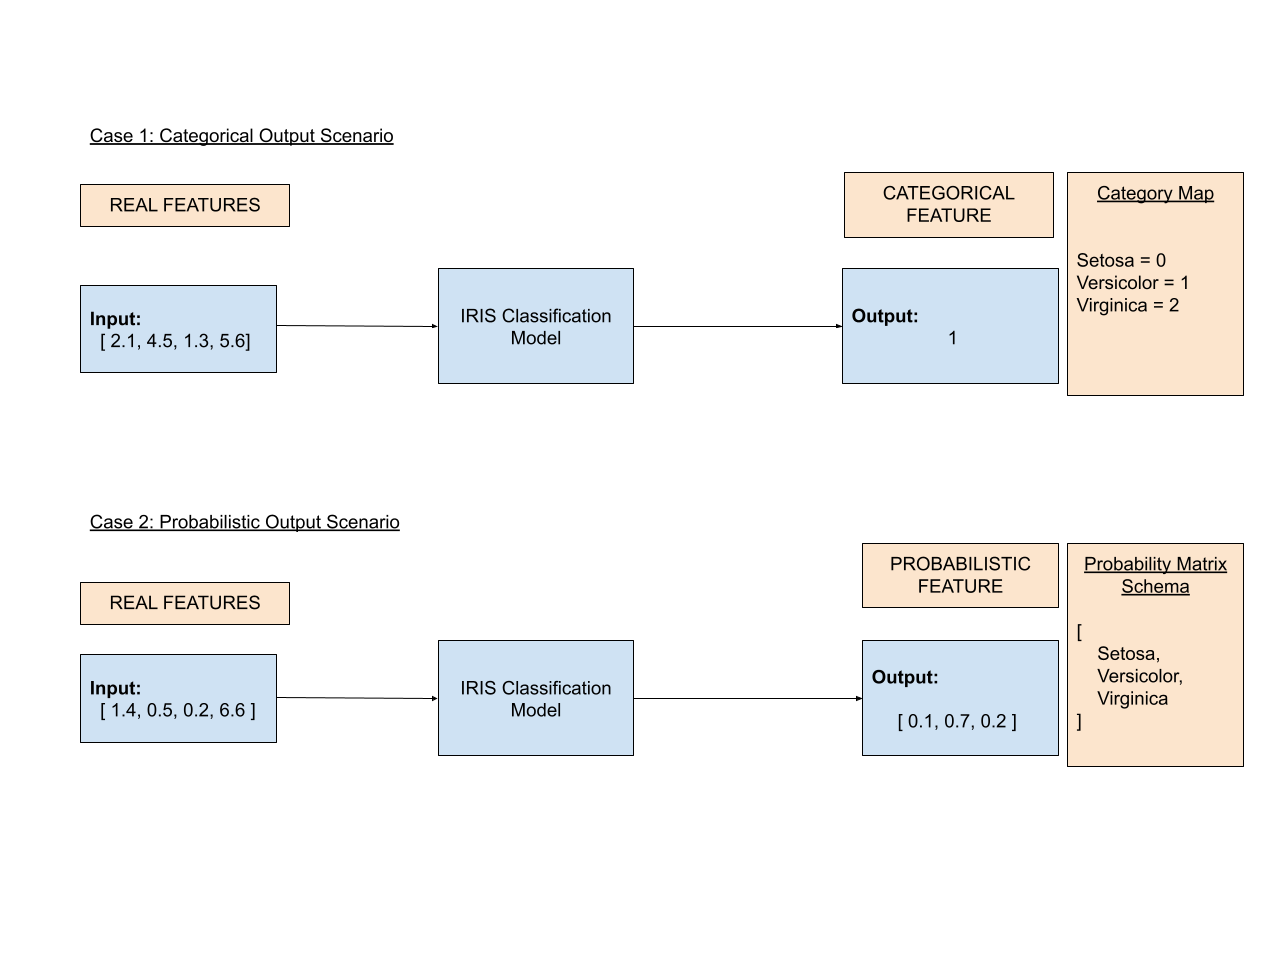 Case 1: Categorical Output Scenario
REAL FEATURES
CATEGORICAL
FEATURE
Category Map
Setosa = 0
Versicolor = 1
Virginica = 2
Input:
[ 2.1, 4.5, 1.3, 5.6]
IRIS Classification
Model
Output:
1
Case 2: Probabilistic Output Scenario
REAL FEATURES
PROBABILISTIC
FEATURE
Probability Matrix
Schema
[
Setosa,
Versicolor,
Virginica
]
Input:
[ 1.4, 0.5, 0.2, 6.6 ]
IRIS Classification
Model
Output:
[ 0.1, 0.7, 0.2 ]